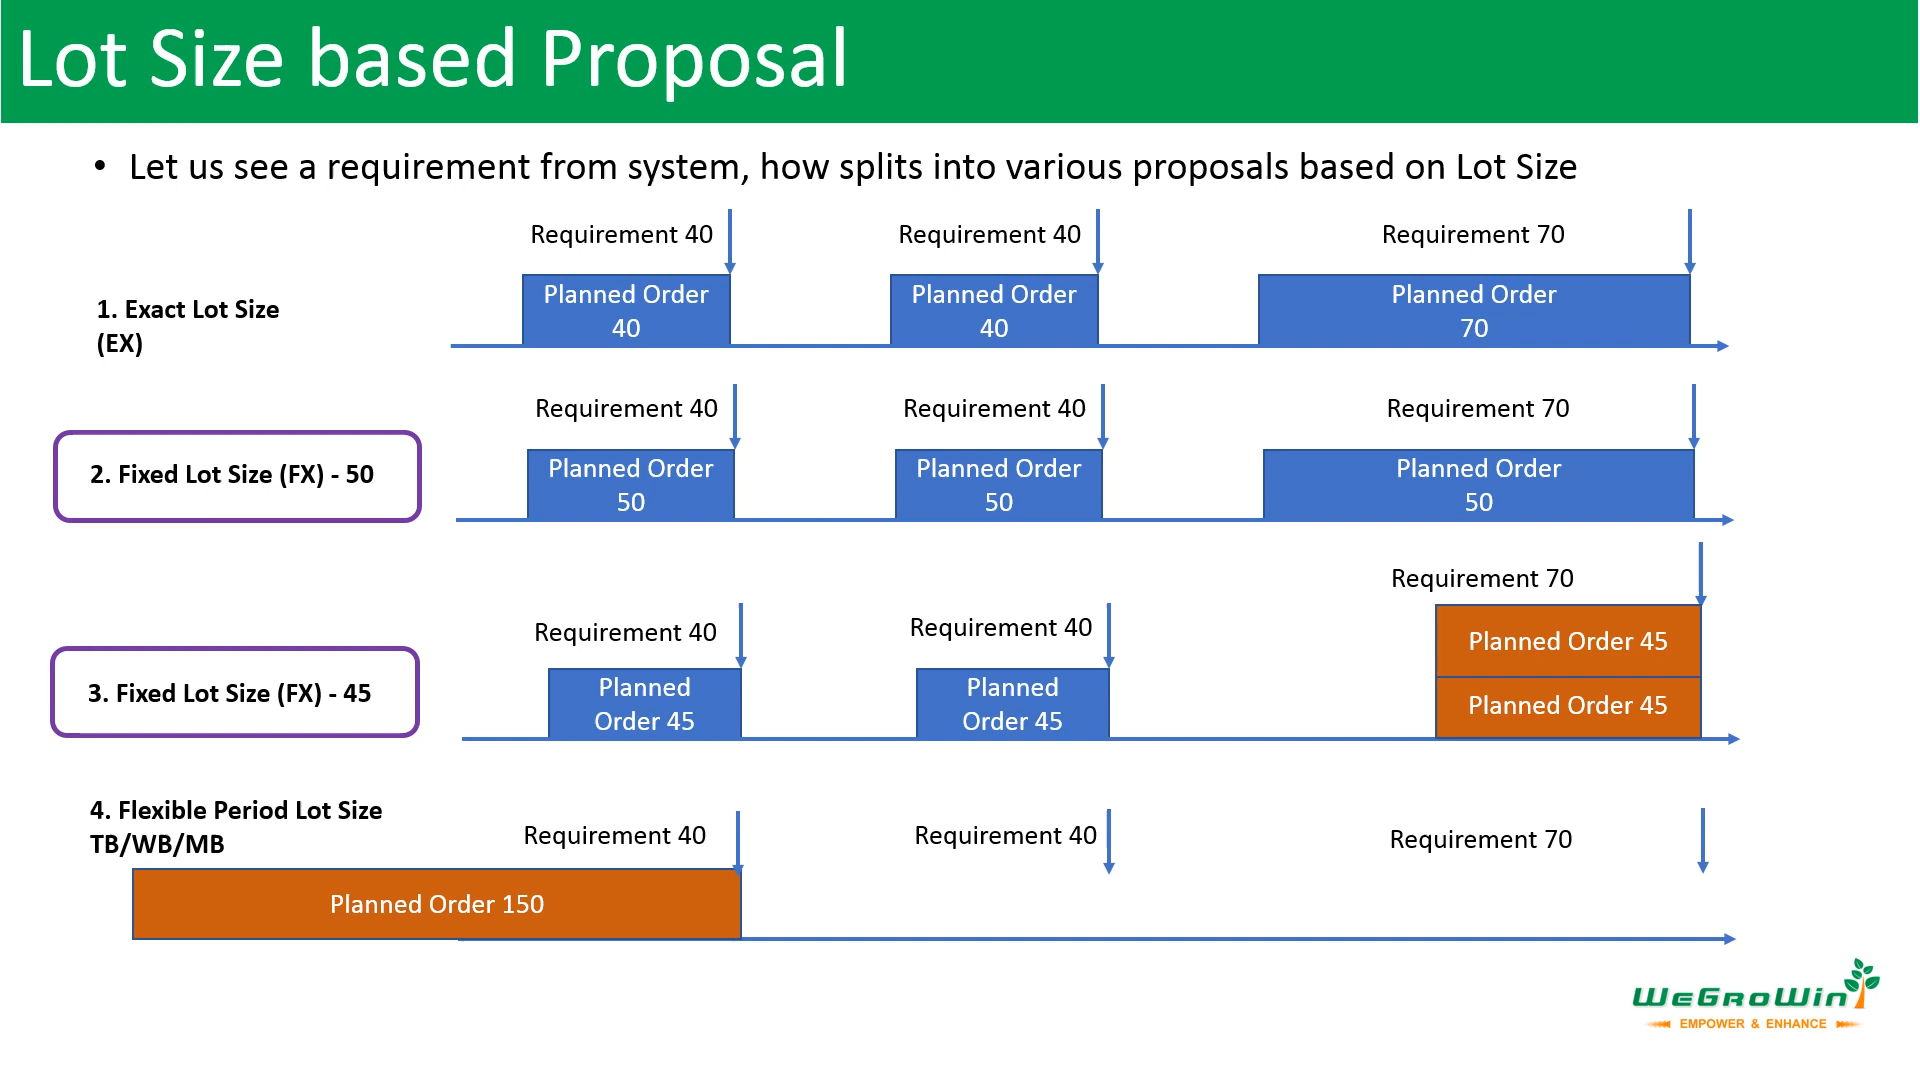 Lot Size based Proposal
• Let us see a requirement from system, how splits into various proposals based on Lot Size
Requirement 40
Requirement 40
Requirement 70
1. Exact Lot Size
(EX)
Planned Order
40
Planned Order
40
Planned Order
70
Requirement 40
Requirement 40
Requirement 70
2. Fixed Lot Size (FX) - 50
Planned Order
50
Planned Order
50
Planned Order
50
Requirement 40
Requirement 40
Requirement 70
3. Fixed Lot Size (FX) - 45
Planned
Order 45
Planned
Order 45
Planned Order 45
Planned Order 45
4. Flexible Period Lot Size
TB/WB/MB
Requirement 40
Requirement 40
Requirement 70
Planned Order 150
WeGroWin
EMPOWER & ENHANCE